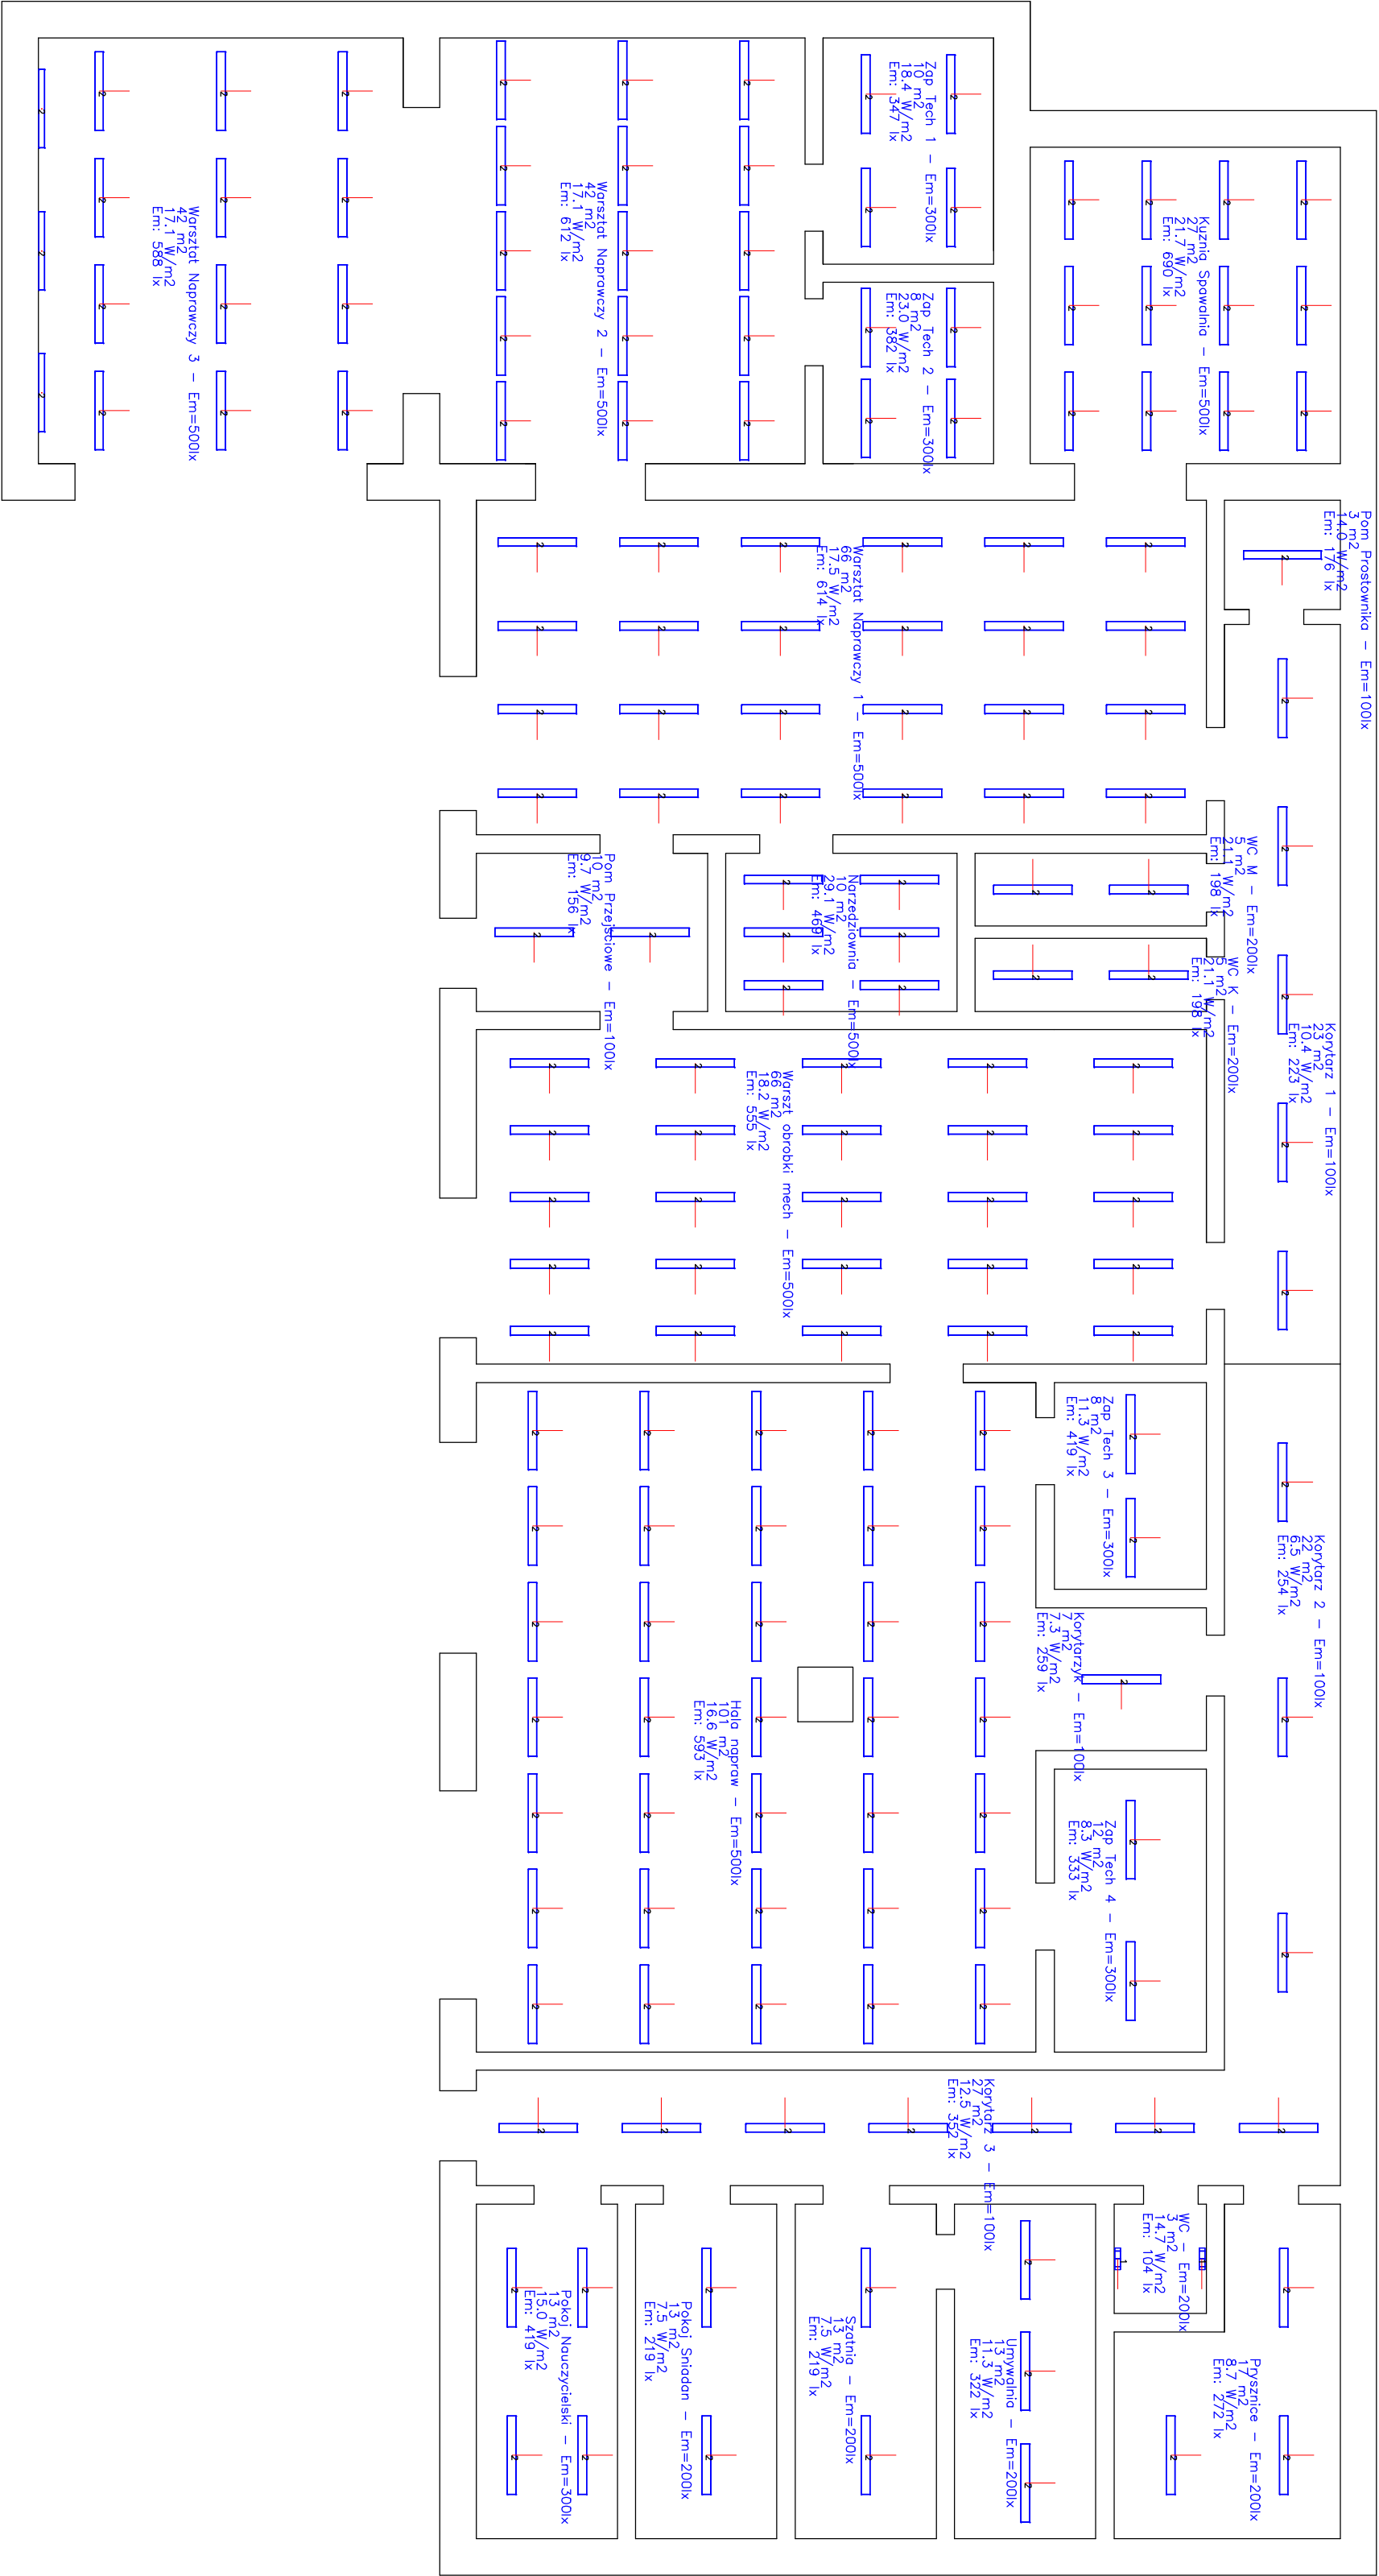 Zap Tech 1 - Em=300lx
10 m2
18.4 W/m2
Em: 347 lx
Zap Tech 2 - Em=300lx
8 m2
23.0 W/m2
Em: 382 lx
Kuznia Spawalnia - Em=500lx
27 m2
21.7 W/m2
Em: 690 lx
Warsztat Naprawczy 3 - Em=500lx
42 m2
17.1 W/m2
Em: 588 lx
Warsztat Naprawczy 2 - Em=500lx
42 m2
17.1 W/m2
Em: 612 lx
Pom Prostownika - Em=100lx
3 m2
14.0 W/m2
Em: 176 lx
Warsztat Naprawczy 1 - Em=500lx
66 m2
17.5 W/m2
Em: 614 lx
WC M - Em=200lx
5 m2
21.1 W/m2
Em: 198 lx
WC K - Em=200lx
5 m2
21.1 W/m2
Em: 198 lx
Narzedziownia - Em=500lx
10 m2
29.1 W/m2
Em: 469 lx
Pom Przejsciowe - Em=100lx
10 m2
9.7 W/m2
Em: 156 lx
Korytarz 1 - Em=100lx
23 m2
10.4 W/m2
Em: 223 lx
Warszt obrobki mech - Em=500lx
66 m2
18.2 W/m2
Em: 555 lx
Zap Tech 3 - Em=300lx
8 m2
11.3 W/m2
Em: 419 lx
Korytarz 2 - Em=100lx
22 m2
6.5 W/m2
Em: 254 lx
Korytarzyk - Em=100lx
7 m2
7.3 W/m2
Em: 259 lx
Hala napraw - Em=500lx
101 m2
16.6 W/m2
Em: 593 lx
Zap Tech 4 - Em=300lx
12 m2
8.3 W/m2
Em: 333 lx
Korytarz 3 - Em=100lx
27 m2
12.5 W/m2
Em: 352 lx
WC - Em=200lx
3 m2
14.7 W/m2
Em: 104 lx
Prysznice - Em=200lx
17 m2
8.7 W/m2
Em: 272 lx
Umywalnia - Em=200lx
13 m2
11.3 W/m2
Em: 322 lx
Szatnia - Em=200lx
13 m2
7.5 W/m2
Em: 219 lx
Pokoj Sniadan - Em=200lx
13 m2
7.5 W/m2
Em: 219 lx
Pokoj Nauczycielski - Em=300lx
13 m2
15.0 W/m2
Em: 419 lx